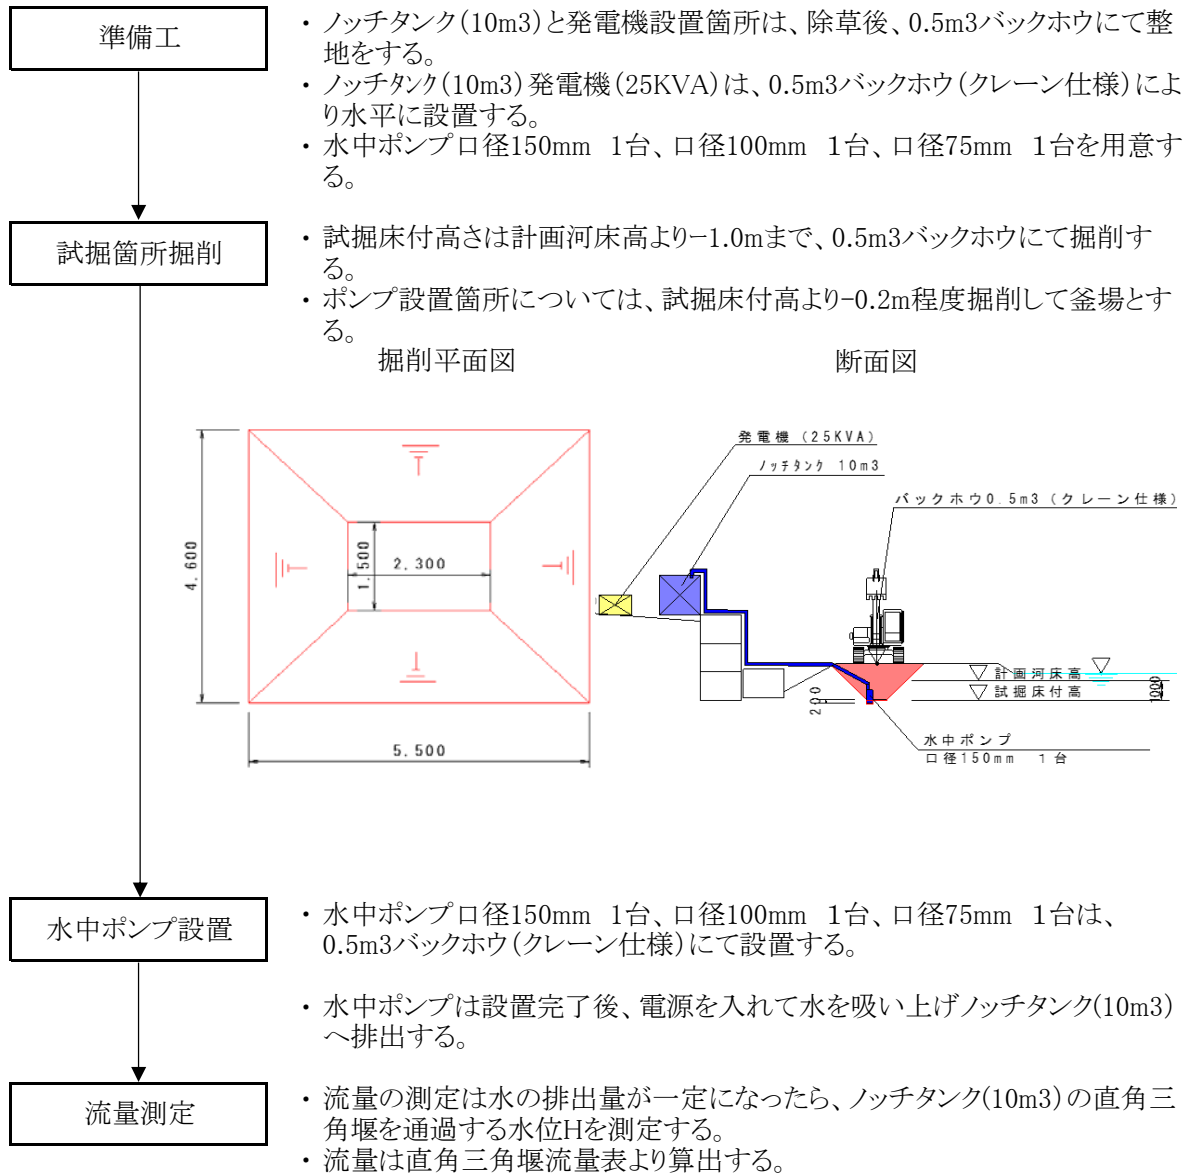 準備工
・ノッチタンク(10m3)と発電機設置箇所は、除草後、0.5m3バックホウにて整
地をする。
・ノッチタンク(10m3)発電機(25KVA)は、0.5m3バックホウ(クレーン仕様)によ
り水平に設置する。
・水中ポンプ口径150mm 1台、口径100mm 1台、口径75mm 1台を用意す
る。
試掘箇所掘削
・試掘床付高さは計画河床高より-1.0mまで、0.5m3バックホウにて掘削す
る。
・ポンプ設置箇所については、試掘床付高より-0.2m程度掘削して釜場とす
る。
掘削平面図
断面図
4.600
1.500
2.300
5.500
発電機(25KVA)
ノッチタンク 10m3
バックホウ0.5m3(クレーン仕様)
計画河床高
試掘床付高
1000
200
水中ポンプ
口径150mm 1台
水中ポンプ設置
・水中ポンプ口径150mm 1台、口径100mm 1台、口径75mm 1台は、
0.5m3バックホウ(クレーン仕様)にて設置する。
・水中ポンプは設置完了後、電源を入れて水を吸い上げノッチタンク(10m3)
へ排出する。
流量測定
・流量の測定は水の排出量が一定になったら、ノッチタンク(10m3)の直角三
角堰を通過する水位Hを測定する。
・流量は直角三角堰流量表より算出する。